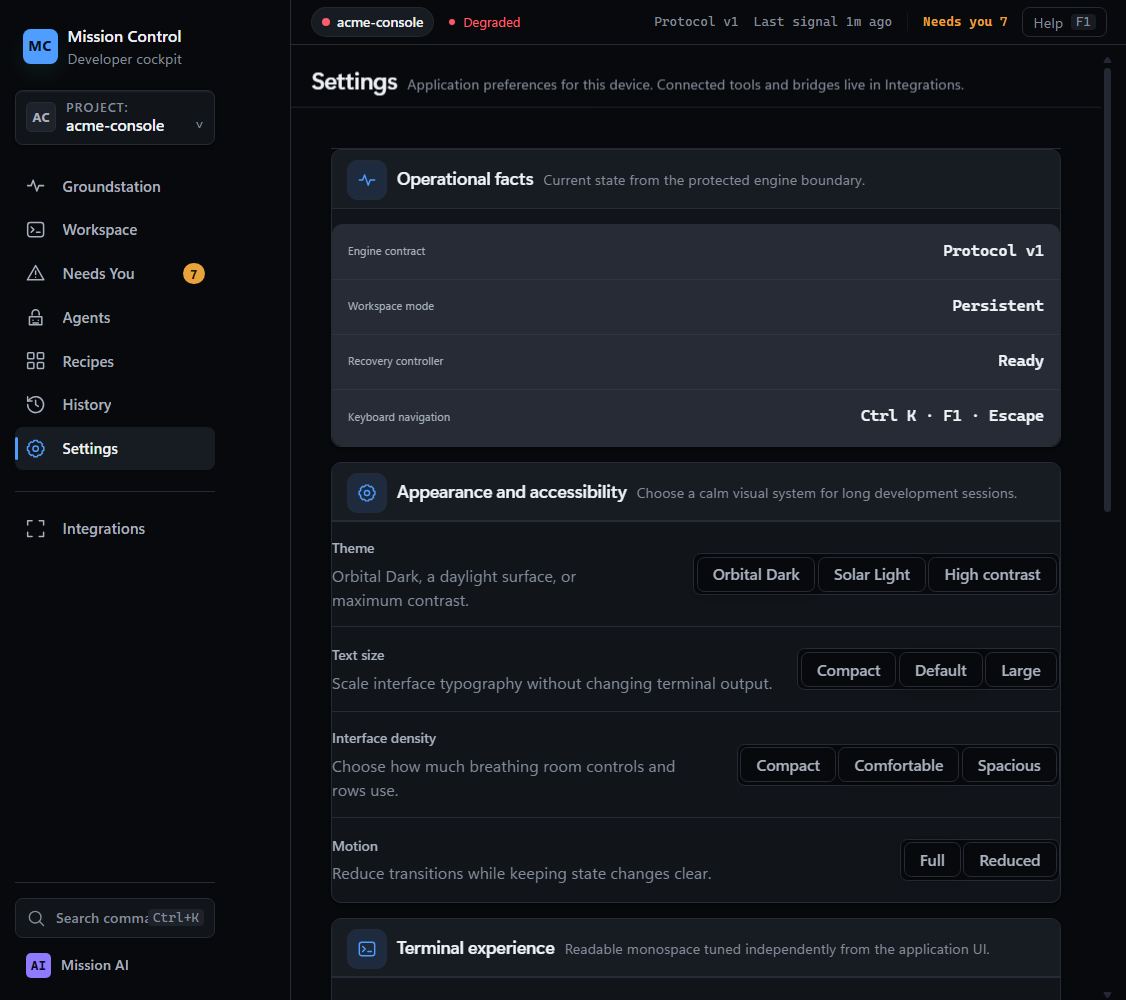 MC
Mission Control
Developer cockpit
AC
PROJECT:
acme-console
v
Groundstation
Workspace
Needs You 7
Agents
Recipes
History
Settings
Integrations
Search comma Ctrl+K
AI Mission AI
acme-console Degraded Protocol v1 Last signal 1m ago Needs you 7 Help F1
Settings Application preferences for this device. Connected tools and bridges live in Integrations.
Operational facts Current state from the protected engine boundary.
Engine contract Protocol v1
Workspace mode Persistent
Recovery controller Ready
Keyboard navigation Ctrl K · F1 · Escape
Appearance and accessibility Choose a calm visual system for long development sessions.
Theme
Orbital Dark, a daylight surface, or
maximum contrast.
Orbital Dark Solar Light High contrast
Text size
Scale interface typography without changing terminal output.
Compact Default Large
Interface density
Choose how much breathing room controls and
rows use.
Compact Comfortable Spacious
Motion
Reduce transitions while keeping state changes clear.
Full Reduced
Terminal experience Readable monospace tuned independently from the application UI.